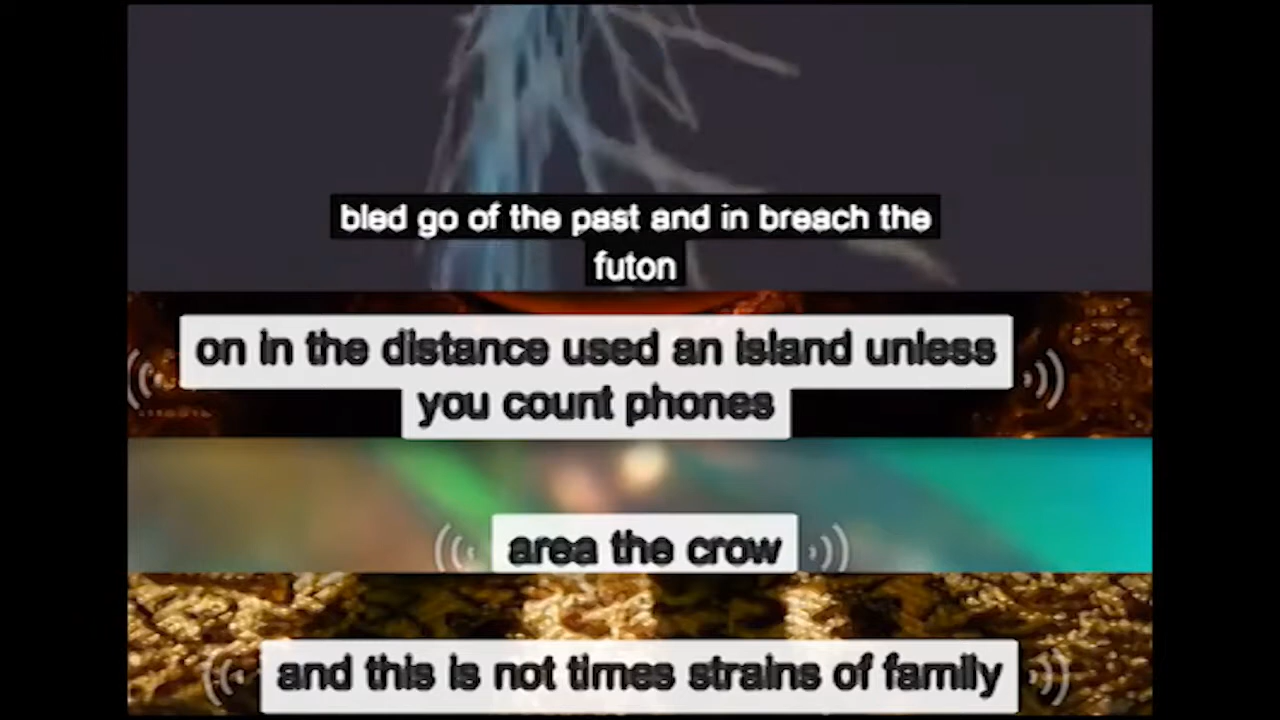 bled go of the past and in breach the
futon
on in the distance used an island unless
you count phones
area the crow
and this is not times strains of family